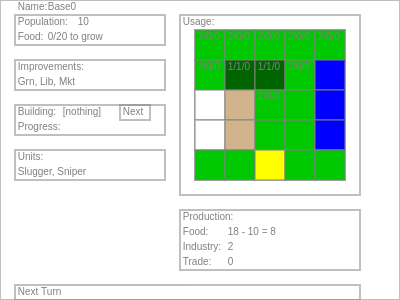 Name:Base0
Population: 10
Food: 0/20 to grow
Improvements:
Grn, Lib, Mkt
Building: [nothing] Next
Progress:
Units:
Slugger, Sniper
Usage:
2/0/0 2/0/0 2/0/0 2/0/0 2/0/0
2/0/0 1/1/0 1/1/0 2/0/0
2/0/0
Production:
Food: 18 - 10 = 8
Industry: 2
Trade: 0
Next Turn